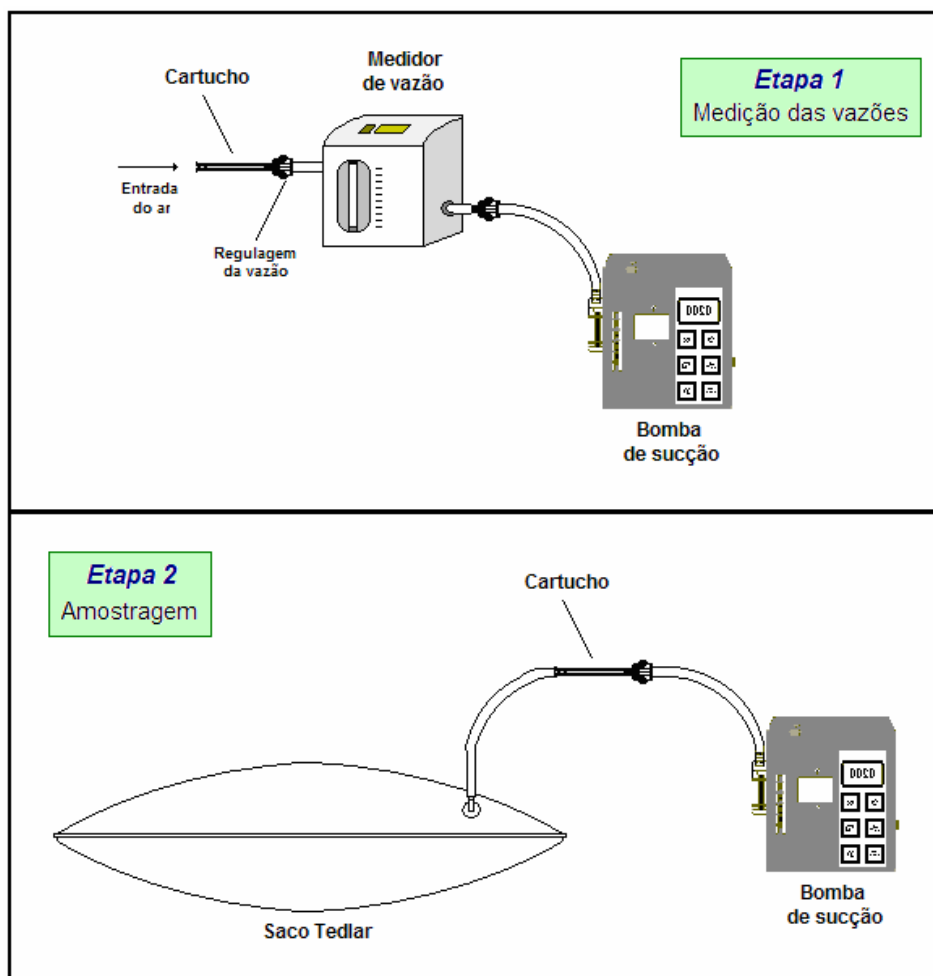 Medidor
de vazão
Cartucho
Etapa 1
Medição das vazões
Entrada
do ar
Regulagem
da vazão
Bomba
de sucção
Etapa 2
Amostragem
Cartucho
Bomba
de sucção
Saco Tedlar